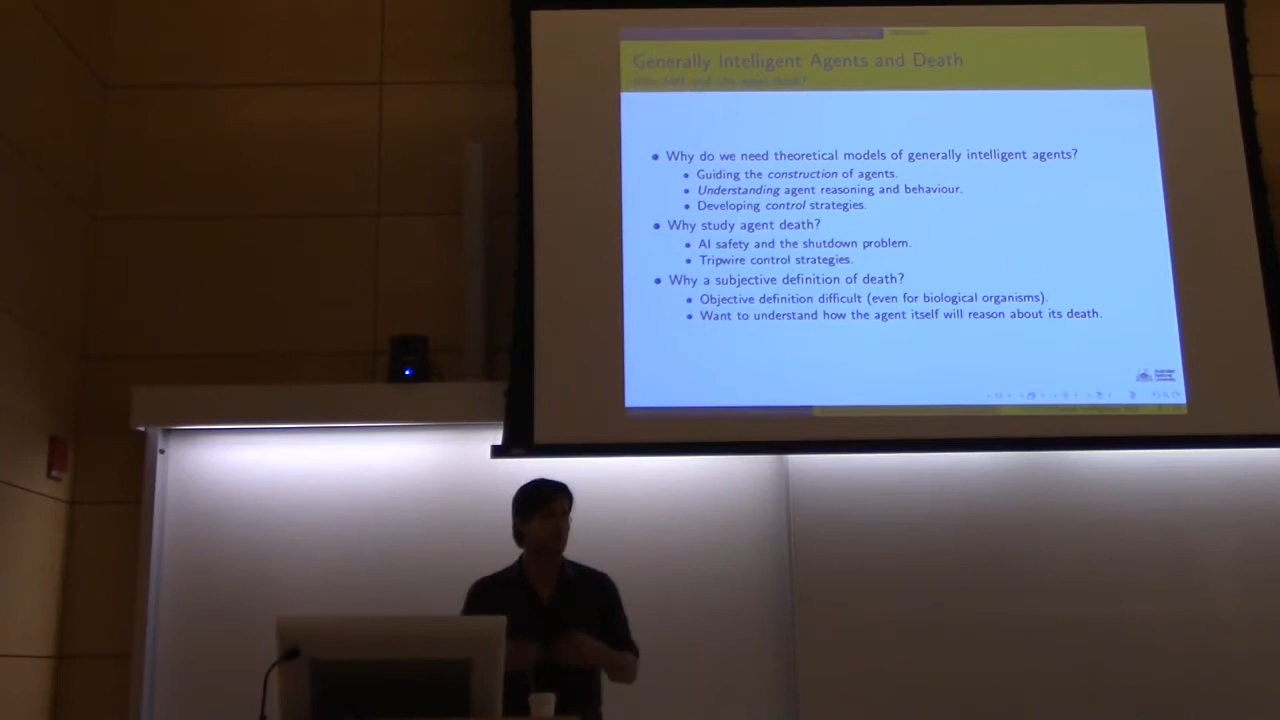 Generally Intelligent Agents and Death
Why do we need theoretical models of generally intelligent agents?
Guiding the construction of agents.
Understanding agent reasoning and behaviour.
Developing control strategies.
Why study agent death?
AI safety and the shutdown problem.
Tripwire control strategies.
Why a subjective definition of death?
Objective definition difficult (even for biological organisms).
Want to understand how the agent itself will reason about its death.
Australian
National
University